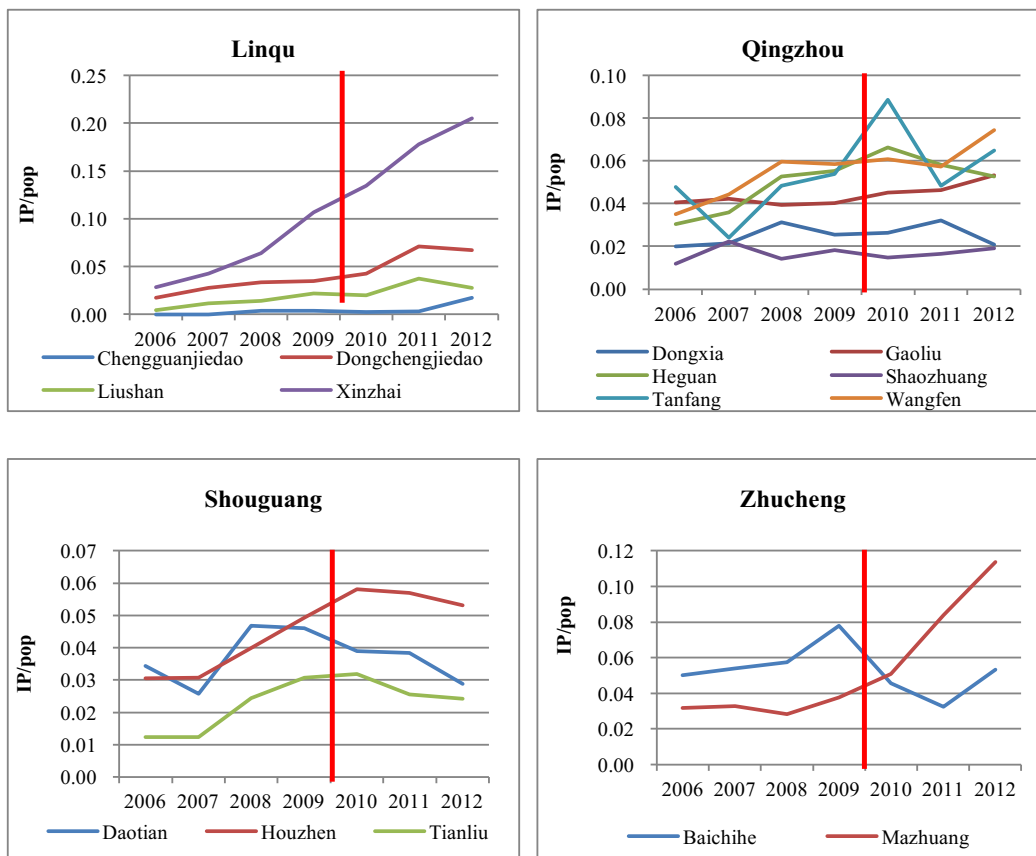 Linqu
0.25
0.20
0.15
0.10
0.05
0.00
IP/pop
2006 2007 2008 2009 2010 2011 2012
Chengguanjiedao Dongchengjiedao
Liushan Xinzhai
Qingzhou
0.10
0.08
0.06
0.04
0.02
0.00
IP/pop
2006 2007 2008 2009 2010 2011 2012
Dongxia Gaoliu
Heguan Shaozhuang
Tanfang Wangfen
Shouguang
0.07
0.06
0.05
0.04
0.03
0.02
0.01
0.00
IP/pop
2006 2007 2008 2009 2010 2011 2012
Daotian Houzhen Tianliu
Zhucheng
0.12
0.10
0.08
0.06
0.04
0.02
0.00
IP/pop
2006 2007 2008 2009 2010 2011 2012
Baichihe Mazhuang